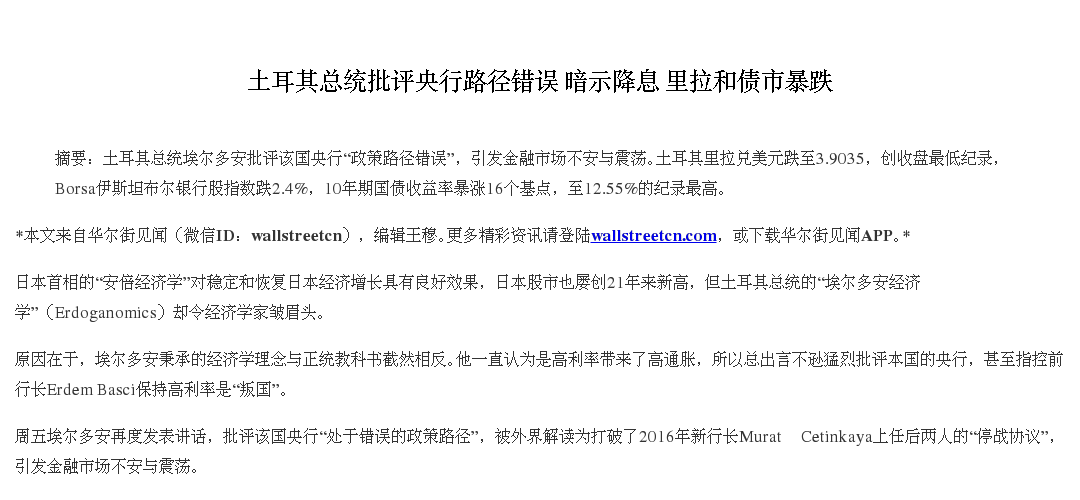 土耳其总统批评央行路径错误 暗示降息 里拉和债市暴跌
摘要：土耳其总统埃尔多安批评该国央行“政策路径错误”，引发金融市场不安与震荡。土耳其里拉兑美元跌至3.9035，创收盘最低纪录，
Borsa伊斯坦布尔银行股指数跌2.4%，10年期国债收益率暴涨16个基点，至12.55%的纪录最高。
*本文来自华尔街见闻（微信ID：wallstreetcn），编辑王穆。更多精彩资讯请登陆wallstreetcn.com，或下载华尔街见闻APP。*
日本首相的“安倍经济学”对稳定和恢复日本经济增长具有良好效果，日本股市也屡创21年来新高，但土耳其总统的“埃尔多安经济
学”（Erdoganomics）却令经济学家皱眉头。
原因在于，埃尔多安秉承的经济学理念与正统教科书截然相反。他一直认为是高利率带来了高通胀，所以总出言不逊猛烈批评本国的央行，甚至指控前
行长Erdem Basci保持高利率是“叛国”。
周五埃尔多安再度发表讲话，批评该国央行“处于错误的政策路径”，被外界解读为打破了2016年新行长Murat Cetinkaya上任后两人的“停战协议”，
引发金融市场不安与震荡。